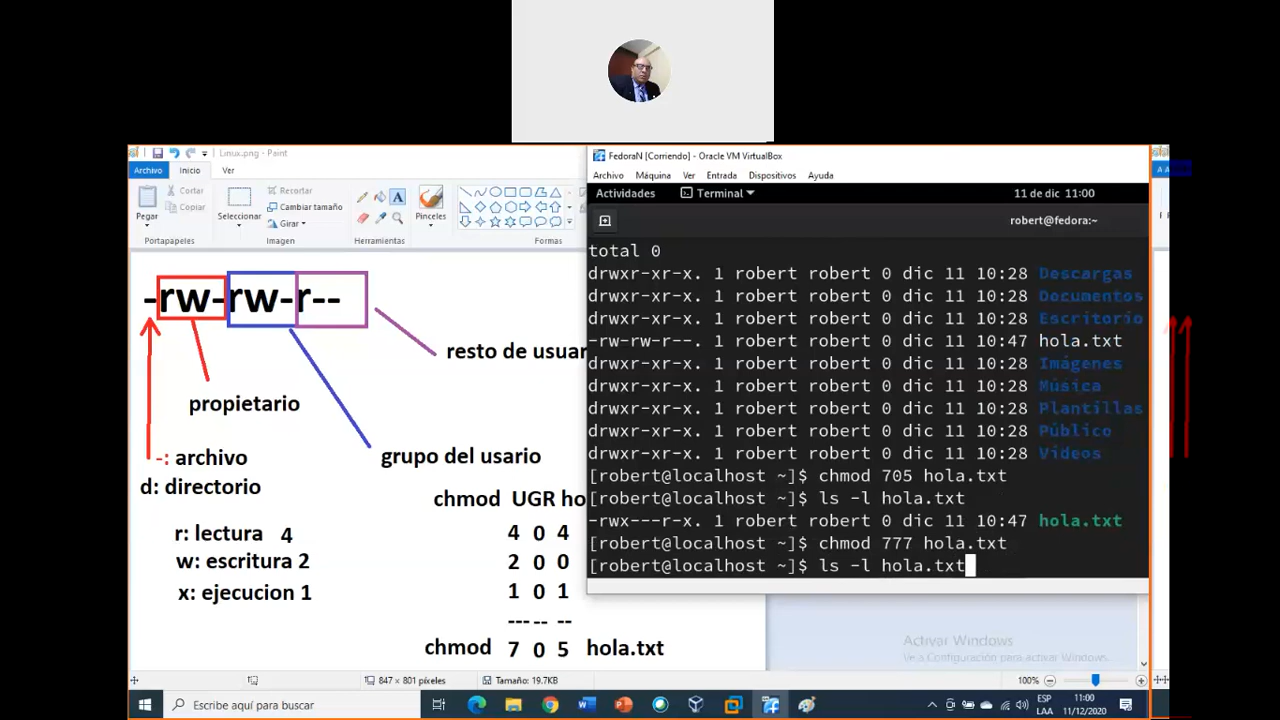 Linux.png - Paint
Archivo Inicio Ver
Pegar
Cortar
Copiar
Portapapeles
Seleccionar
Recortar
Cambiar tamaño
Girar
Imagen
Herramientas
Pinceles
Formas
-rw-rw-r--
resto de usuar
propietario
-: archivo
d: directorio
grupo del usario
r: lectura 4
w: escritura 2
x: ejecucion 1
chmod UGR ho
4 0 4
2 0 0
1 0 1
--- -- --
chmod 7 0 5 hola.txt
847 × 801 píxeles
Tamaño: 19.7KB
100%
FedoraN [Corriendo] - Oracle VM VirtualBox
Archivo Máquina Ver Entrada Dispositivos Ayuda
Actividades Terminal 11 de dic 11:00
robert@fedora:~
total 0
drwxr-xr-x. 1 robert robert 0 dic 11 10:28 Descargas
drwxr-xr-x. 1 robert robert 0 dic 11 10:28 Documentos
drwxr-xr-x. 1 robert robert 0 dic 11 10:28 Escritorio
-rw-rw-r--. 1 robert robert 0 dic 11 10:47 hola.txt
drwxr-xr-x. 1 robert robert 0 dic 11 10:28 Imágenes
drwxr-xr-x. 1 robert robert 0 dic 11 10:28 Música
drwxr-xr-x. 1 robert robert 0 dic 11 10:28 Plantillas
drwxr-xr-x. 1 robert robert 0 dic 11 10:28 Público
drwxr-xr-x. 1 robert robert 0 dic 11 10:28 Vídeos
[robert@localhost ~]$ chmod 705 hola.txt
[robert@localhost ~]$ ls -l hola.txt
-rwx---r-x. 1 robert robert 0 dic 11 10:47 hola.txt
[robert@localhost ~]$ chmod 777 hola.txt
[robert@localhost ~]$ ls -l hola.txt
Activar Windows
Ve a Configuración para activar Windows.
Escribe aquí para buscar
ESP
LAA
11:00
11/12/2020